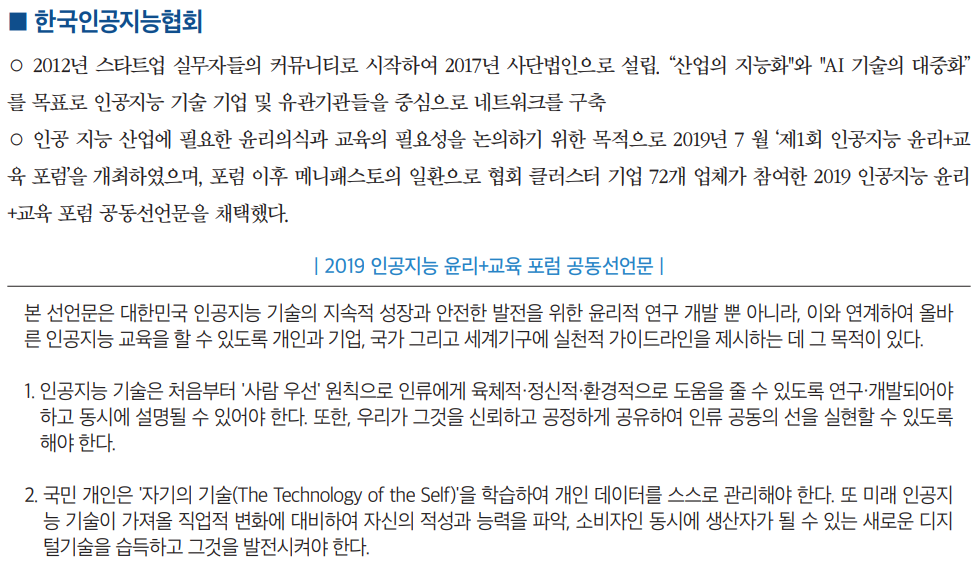 ■ 한국인공지능협회
○ 2012년 스타트업 실무자들의 커뮤니티로 시작하여 2017년 사단법인으로 설립. “산업의 지능화"와 "AI 기술의 대중화”
를 목표로 인공지능 기술 기업 및 유관기관들을 중심으로 네트워크를 구축
○ 인공 지능 산업에 필요한 윤리의식과 교육의 필요성을 논의하기 위한 목적으로 2019년 7 월 ‘제1회 인공지능 윤리+교
육 포럼’을 개최하였으며, 포럼 이후 메니패스토의 일환으로 협회 클러스터 기업 72개 업체가 참여한 2019 인공지능 윤리
+교육 포럼 공동선언문을 채택했다.
| 2019 인공지능 윤리+교육 포럼 공동선언문 |
본 선언문은 대한민국 인공지능 기술의 지속적 성장과 안전한 발전을 위한 윤리적 연구 개발 뿐 아니라, 이와 연계하여 올바
른 인공지능 교육을 할 수 있도록 개인과 기업, 국가 그리고 세계기구에 실천적 가이드라인을 제시하는 데 그 목적이 있다.
1. 인공지능 기술은 처음부터 '사람 우선' 원칙으로 인류에게 육체적·정신적·환경적으로 도움을 줄 수 있도록 연구·개발되어야
하고 동시에 설명될 수 있어야 한다. 또한, 우리가 그것을 신뢰하고 공정하게 공유하여 인류 공동의 선을 실현할 수 있도록
해야 한다.
2. 국민 개인은 '자기의 기술(The Technology of the Self)'을 학습하여 개인 데이터를 스스로 관리해야 한다. 또 미래 인공지
능 기술이 가져올 직업적 변화에 대비하여 자신의 적성과 능력을 파악, 소비자인 동시에 생산자가 될 수 있는 새로운 디지
털기술을 습득하고 그것을 발전시켜야 한다.